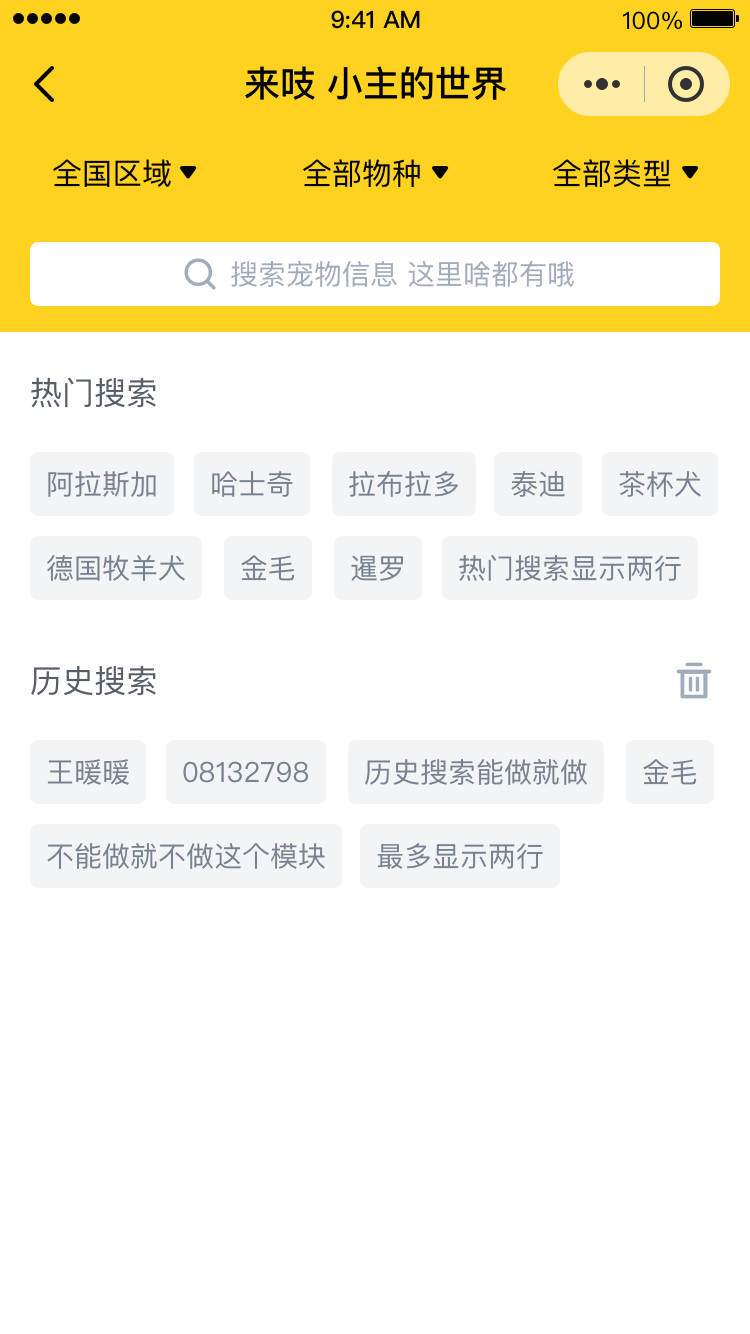 9:41 AM 100%
来吱 小主的世界
全国区域 全部物种 全部类型
搜索宠物信息 这里啥都有哦
热门搜索
阿拉斯加 哈士奇 拉布拉多 泰迪 茶杯犬
德国牧羊犬 金毛 暹罗 热门搜索显示两行
历史搜索
王暖暖 08132798 历史搜索能做就做 金毛
不能做就不做这个模块 最多显示两行